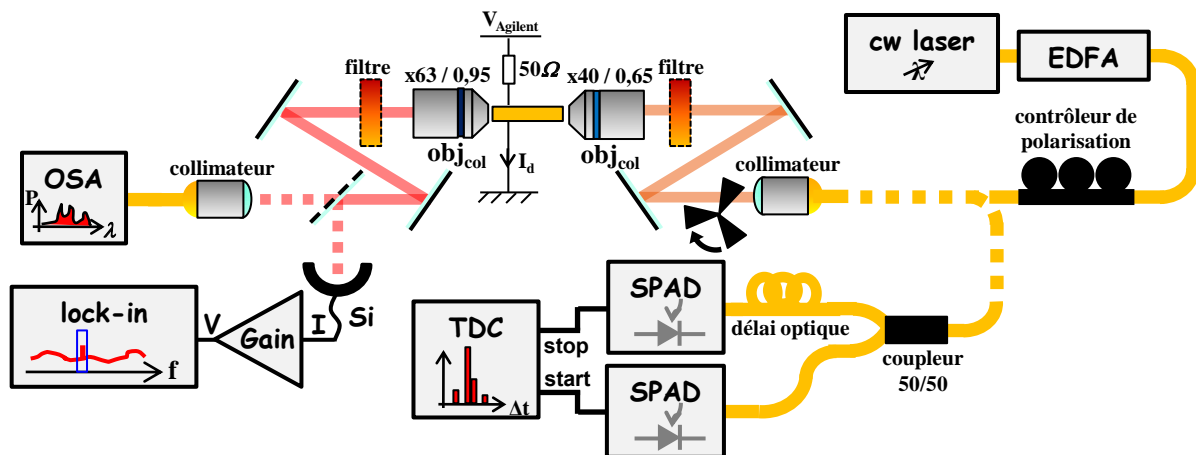 V_Agilent
cw laser
λ
EDFA
filtre
x63 / 0,95
50Ω
x40 / 0,65
filtre
contrôleur de
polarisation
obj_col
I_d
obj_col
collimateur
collimateur
OSA
P
λ
SPAD
lock-in
V
Gain
I
Si
TDC
stop
délai optique
start
coupleur
50/50
f
Δt
SPAD